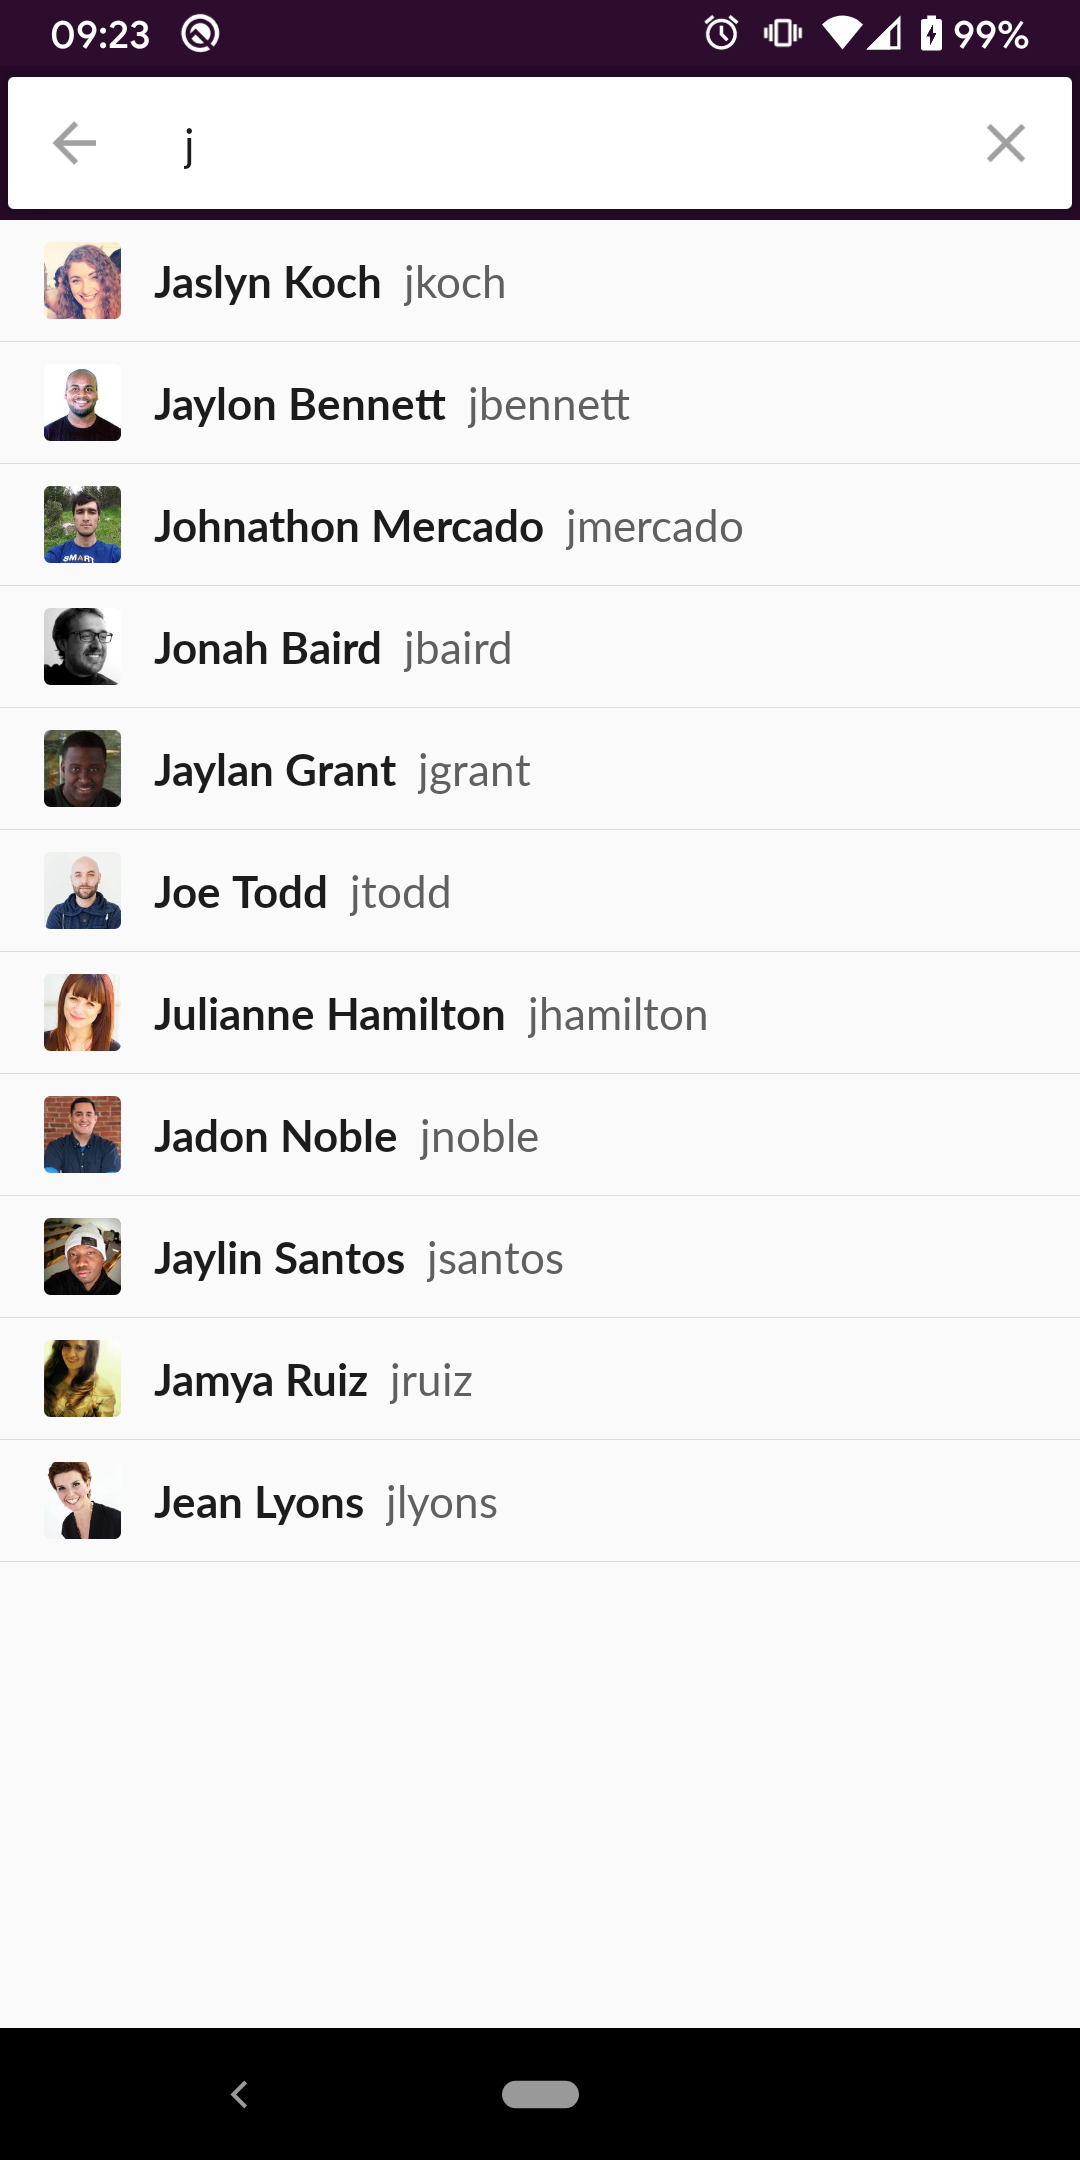 09:23 99%
j
Jaslyn Koch jkoch
Jaylon Bennett jbennett
SMART
Johnathon Mercado jmercado
Jonah Baird jbaird
Jaylan Grant jgrant
Joe Todd jtodd
Julianne Hamilton jhamilton
Jadon Noble jnoble
Jaylin Santos jsantos
Jamya Ruiz jruiz
Jean Lyons jlyons